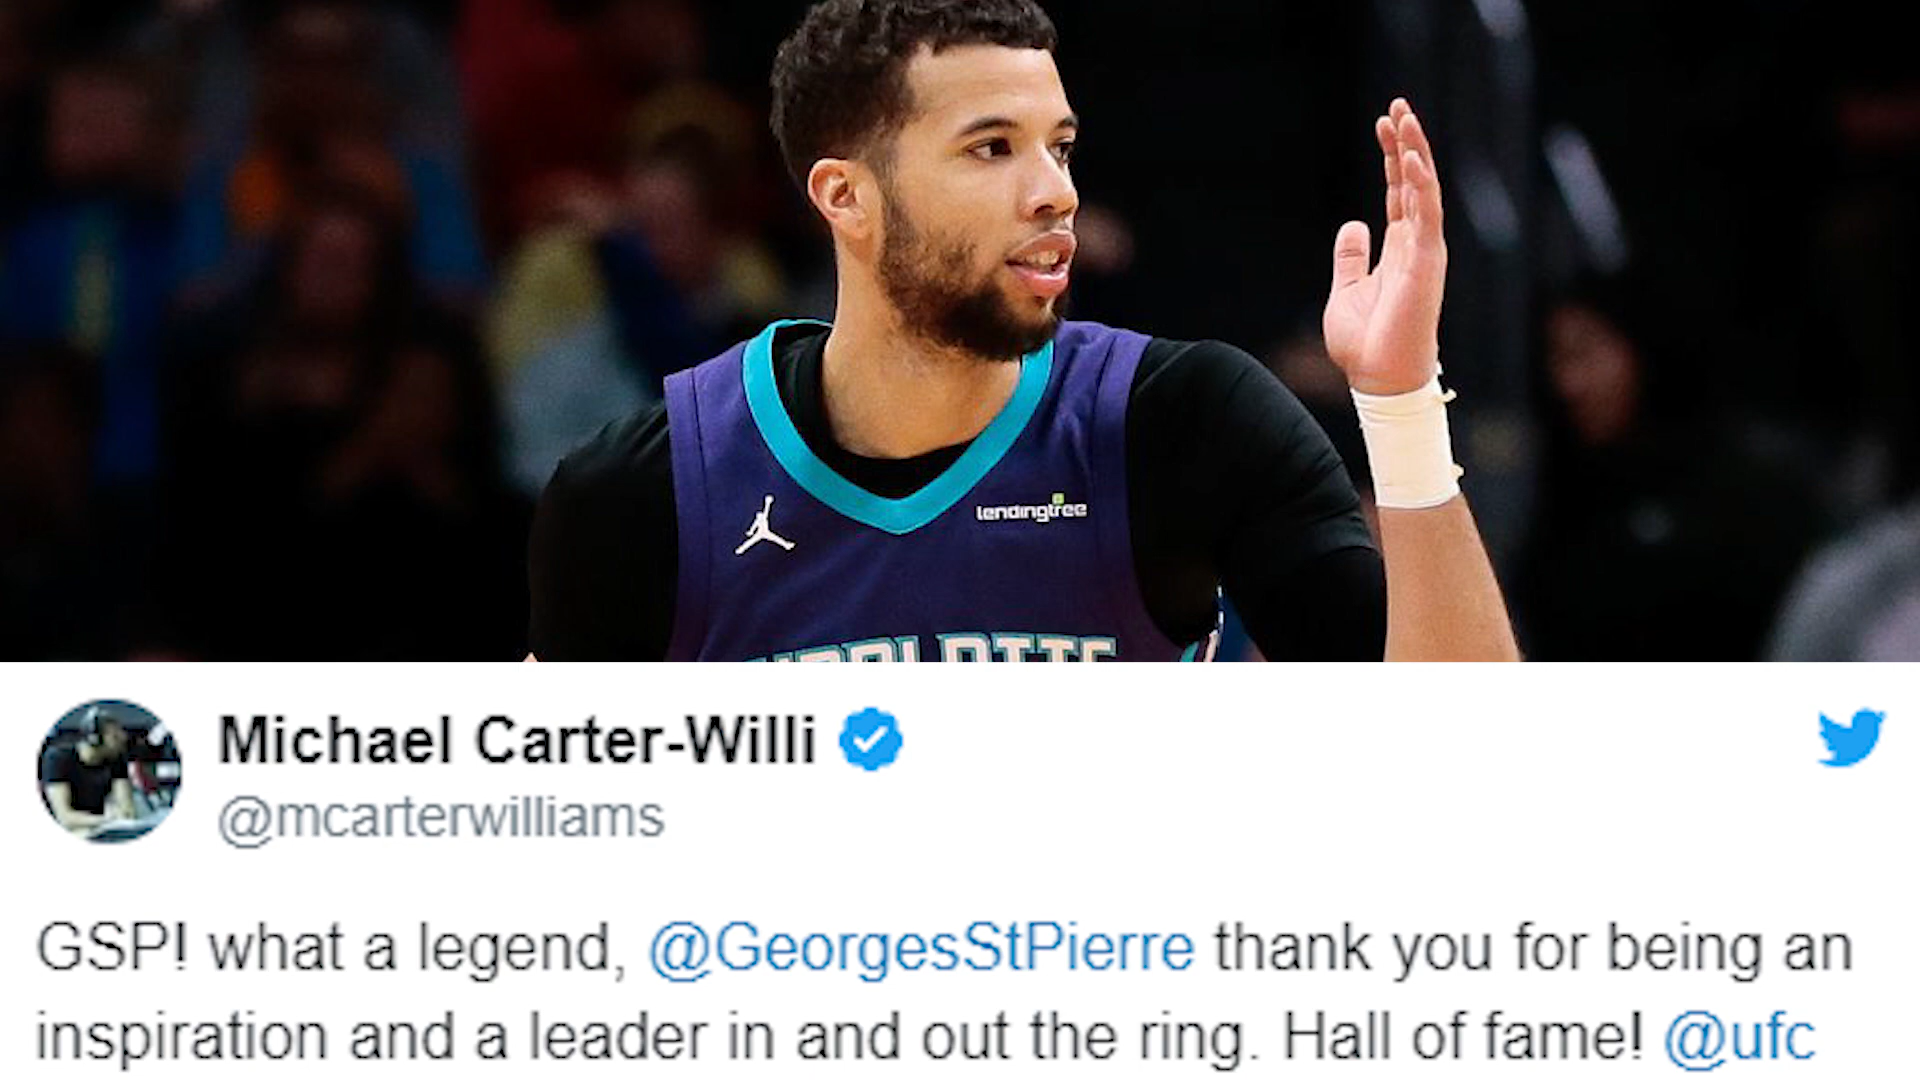 lendingtree
CHARLOTTE
Michael Carter-Willi
@mcarterwilliams
GSP! what a legend, @GeorgesStPierre thank you for being an
inspiration and a leader in and out the ring. Hall of fame! @ufc